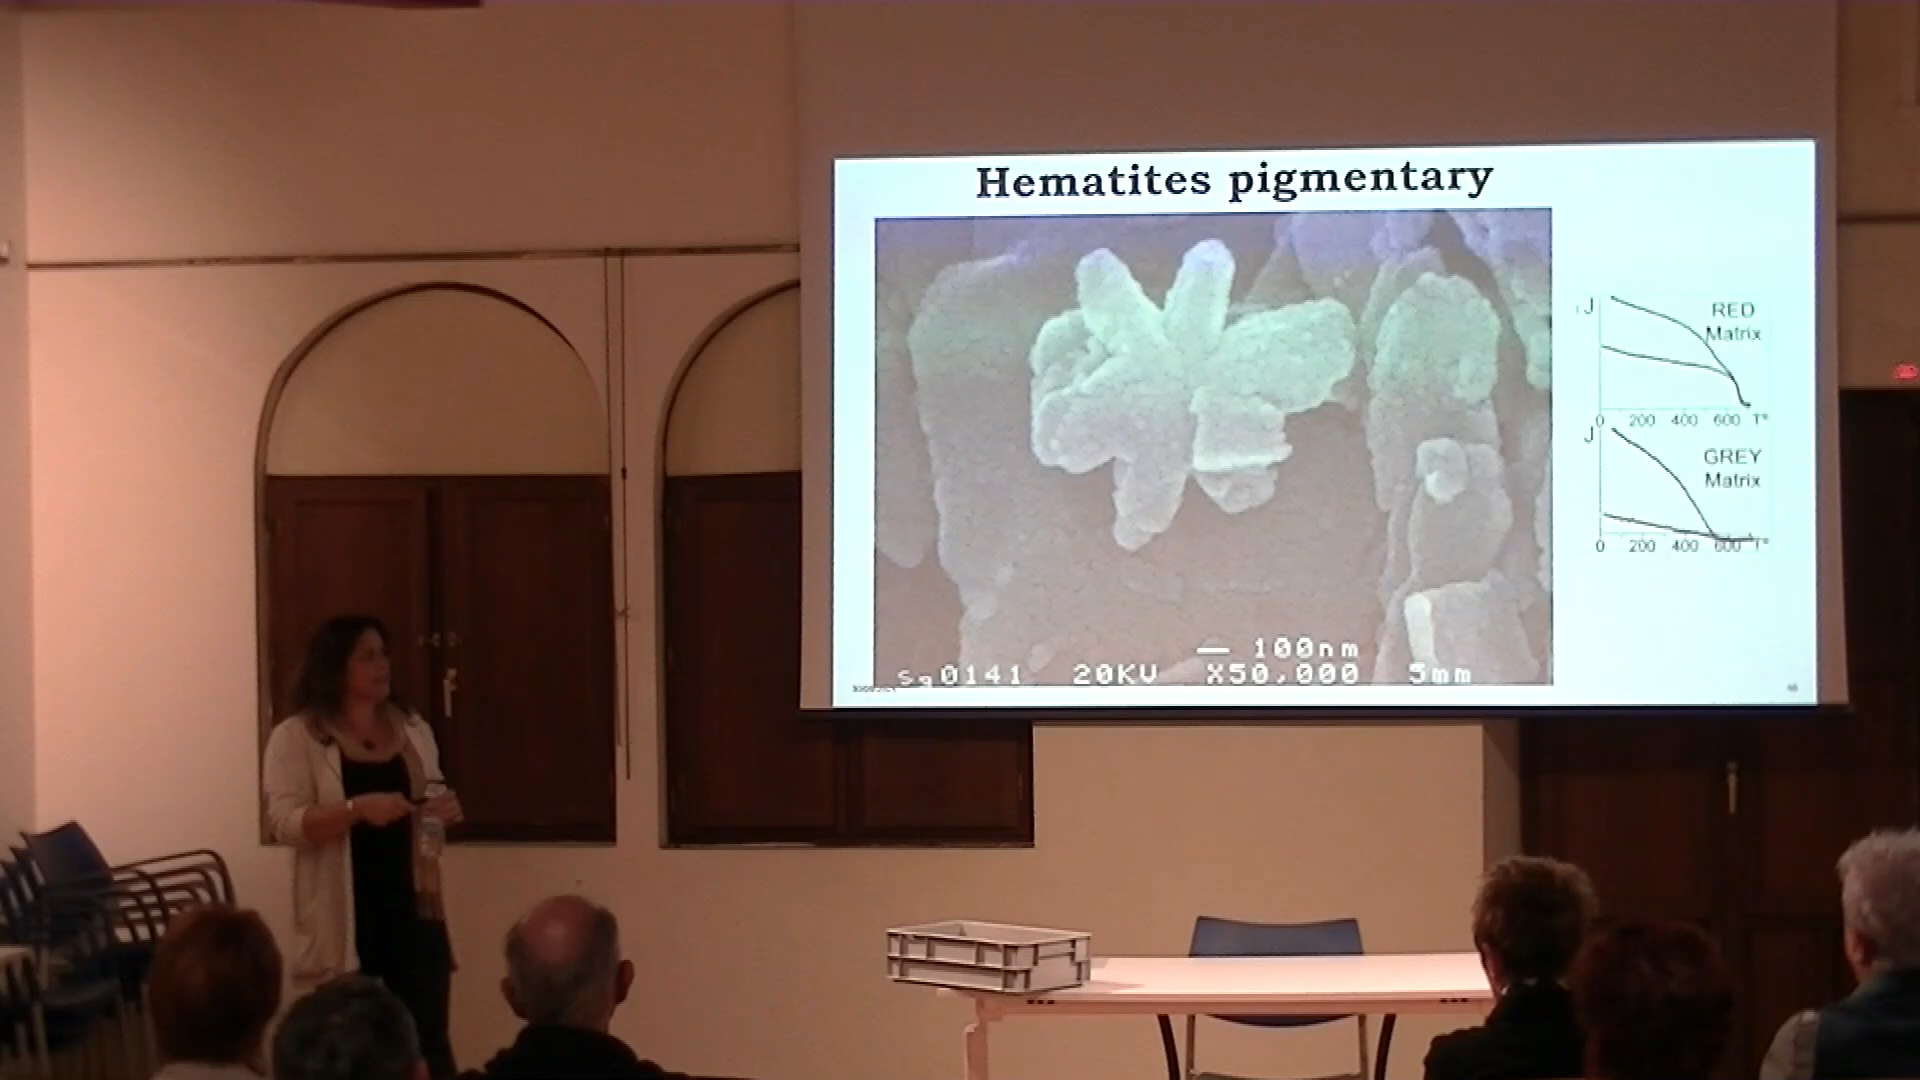 Hematites pigmentary
J
RED
Matrix
0 200 400 600 T°
J
GREY
Matrix
0 200 400 600 T°
100nm
sg0141 20KV X50,000 5mm